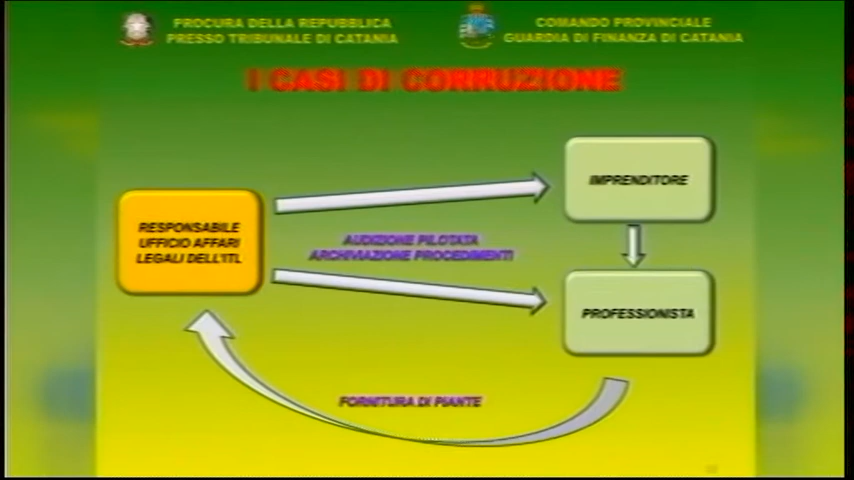 PROCURA DELLA REPUBBLICA
PRESSO TRIBUNALE DI CATANIA
COMANDO PROVINCIALE
GUARDIA DI FINANZA DI CATANIA
I CASI DI CORRUZIONE
IMPRENDITORE
RESPONSABILE
UFFICIO AFFARI
LEGALI DELL'ITL
AUDIZIONE PILOTATA
ARCHIVIAZIONE PROCEDIMENTI
PROFESSIONISTA
FORNITURA DI PIANTE